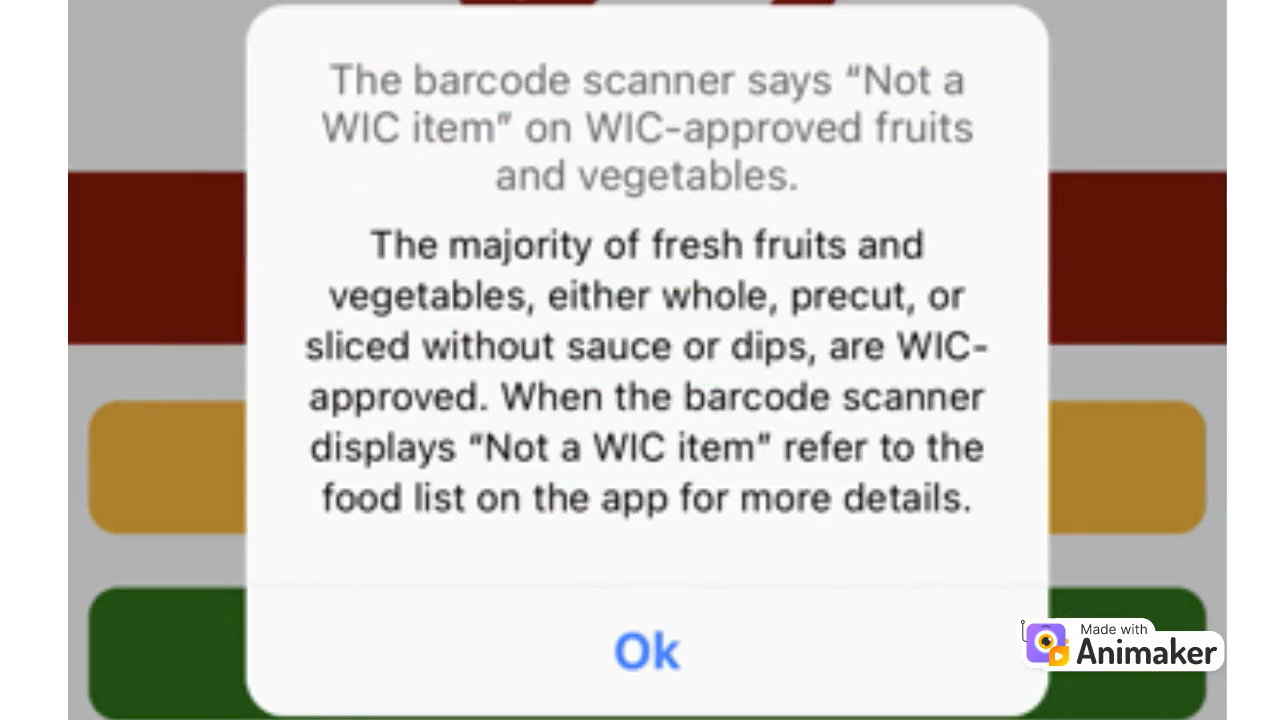 The barcode scanner says “Not a
WIC item” on WIC-approved fruits
and vegetables.
The majority of fresh fruits and
vegetables, either whole, precut, or
sliced without sauce or dips, are WIC-
approved. When the barcode scanner
displays “Not a WIC item” refer to the
food list on the app for more details.
Ok
Made with
Animaker